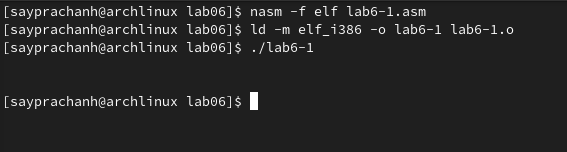 [sayprachanh@archlinux lab06]$ nasm -f elf lab6-1.asm
[sayprachanh@archlinux lab06]$ ld -m elf_i386 -o lab6-1 lab6-1.o
[sayprachanh@archlinux lab06]$ ./lab6-1
[sayprachanh@archlinux lab06]$